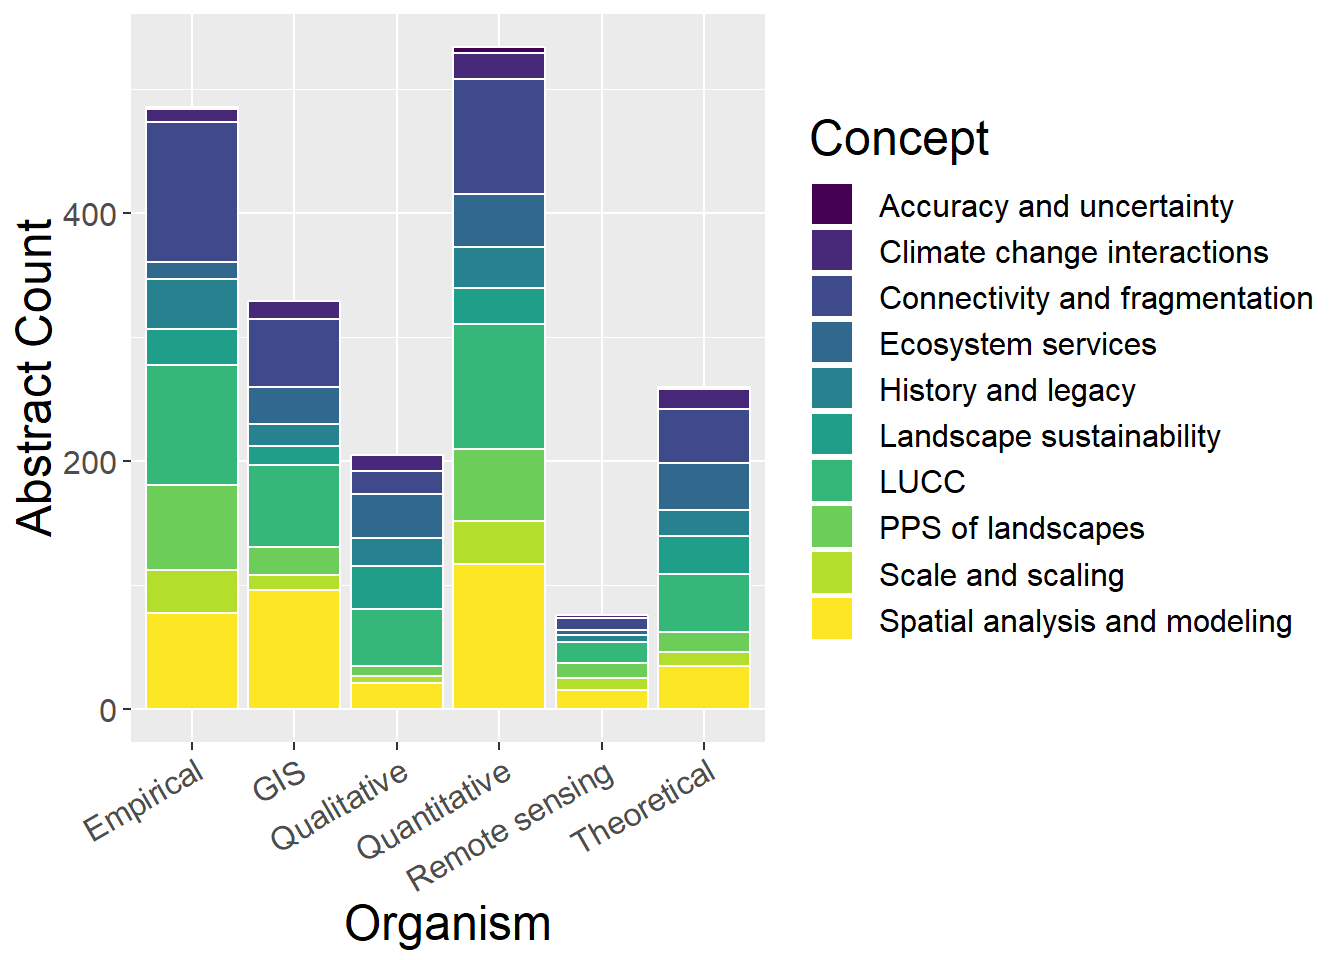 Abstract Count
400
200
0
Empirical
GIS
Qualitative
Quantitative
Remote sensing
Theoretical
Organism
Concept
Accuracy and uncertainty
Climate change interactions
Connectivity and fragmentation
Ecosystem services
History and legacy
Landscape sustainability
LUCC
PPS of landscapes
Scale and scaling
Spatial analysis and modeling